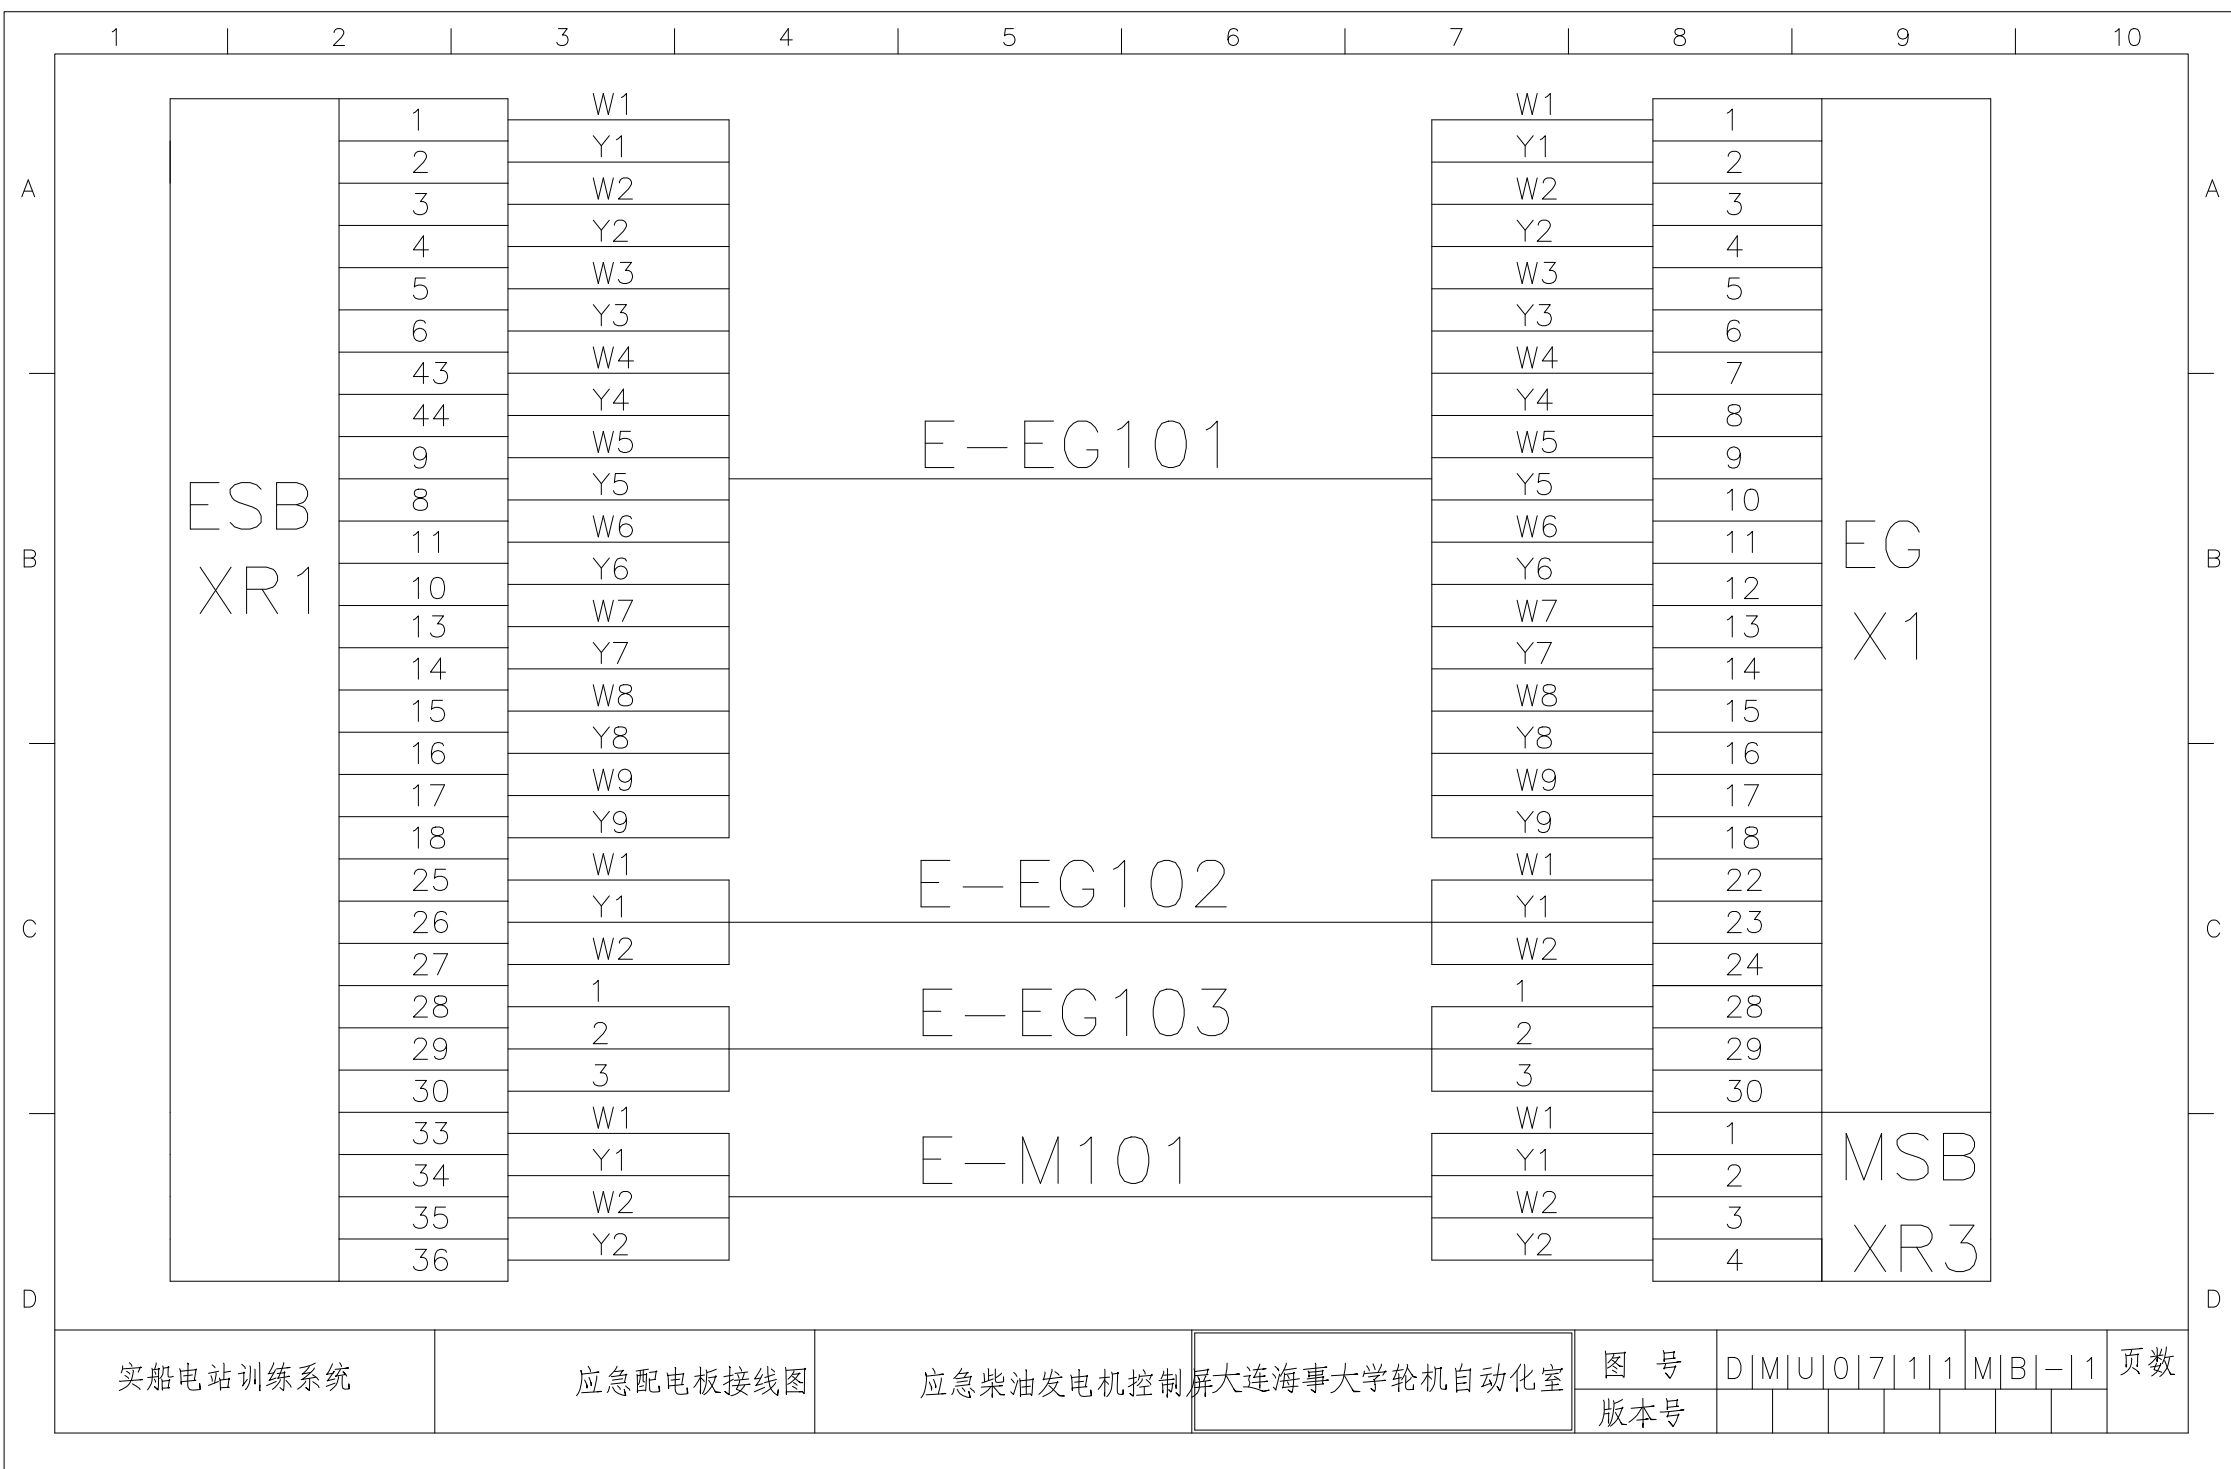 1 2 3 4 5 6 7 8 9 10
W1 W1
1 1
Y1 Y1
2 2
A W2 W2 A
3 3
Y2 Y2
4 4
W3 W3
5 5
Y3 Y3
6 6
W4 W4
43 7
Y4 Y4
44 8
W5 E-EG101 W5
9 9
Y5 Y5
8 10
ESB
W6 W6
11 11
EG
B B
Y6 Y6
10 12
XR1
W7 W7
13 13
X1
Y7 Y7
14 14
W8 W8
15 15
Y8 Y8
16 16
W9 W9
17 17
Y9 Y9
18 18
W1 W1
25 E-EG102 22
Y1 Y1
26 23
C C
W2 W2
27 24
1 1
28 E-EG103 28
2 2
29 29
3 3
30 30
W1 W1
33 1
Y1 E-M101 Y1 MSB
34 2
W2 W2
35 3
Y2 Y2 XR3
36 4
D D
实船电站训练系统 应急配电板接线图 应急柴油发电机控制屏 大连海事大学轮机自动化室 图 号 D M U 0 7 1 1 M B - 1 页数
版本号